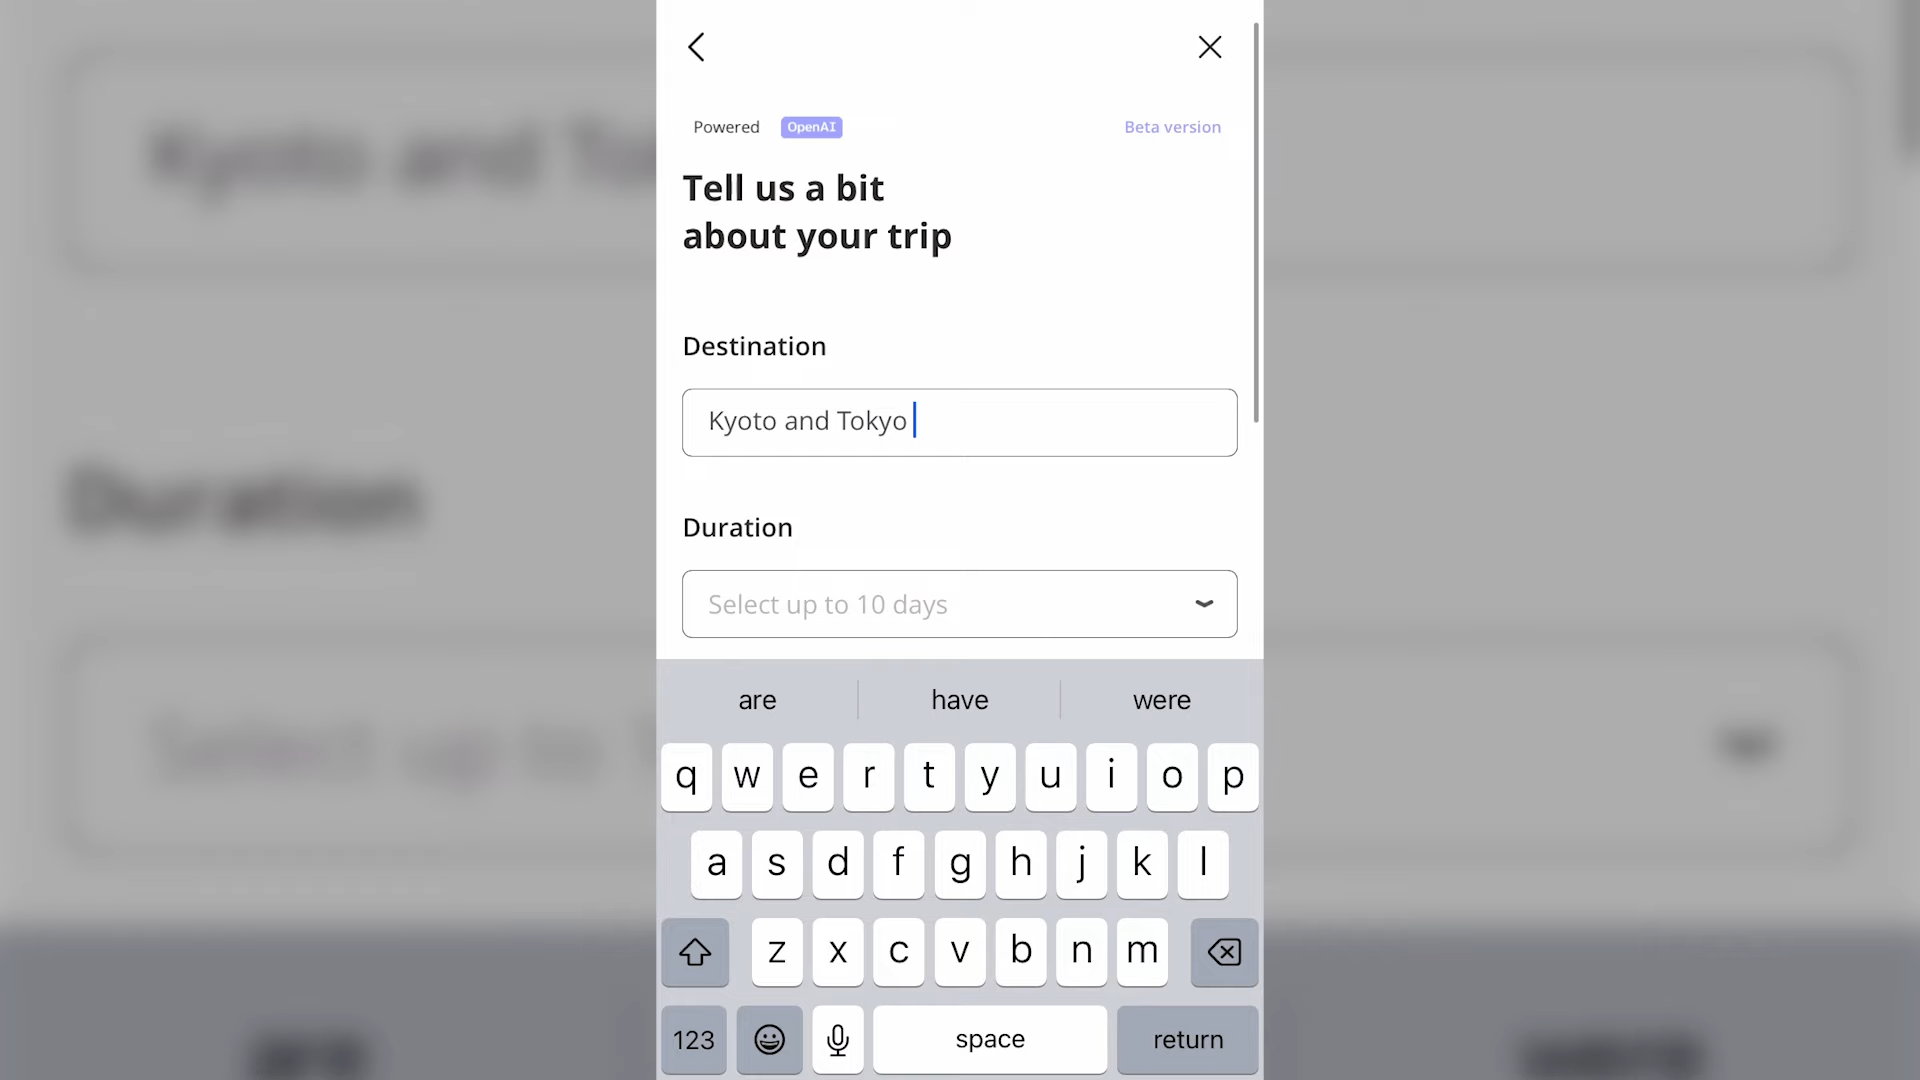 Powered OpenAI Beta version
Tell us a bit
about your trip
Destination
Kyoto and Tokyo
Duration
Select up to 10 days
are have were
q w e r t y u i o p
a s d f g h j k l
z x c v b n m
123 space return